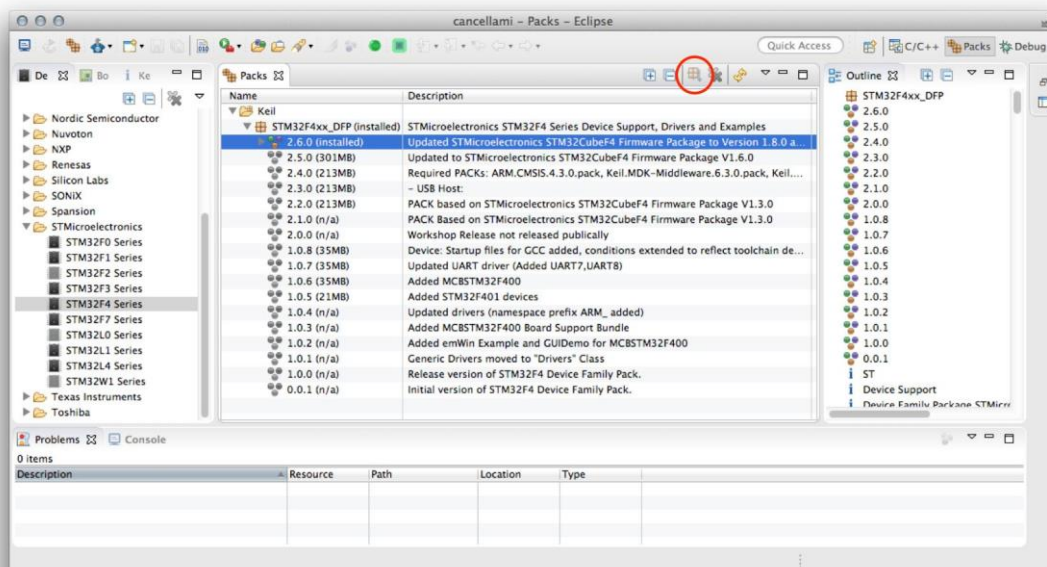 cancellami – Packs – Eclipse
Quick Access
C/C++
Packs
Debug
De
Bo
Ke
Nordic Semiconductor
Nuvoton
NXP
Renesas
Silicon Labs
SONiX
Spansion
STMicroelectronics
STM32F0 Series
STM32F1 Series
STM32F2 Series
STM32F3 Series
STM32F4 Series
STM32F7 Series
STM32L0 Series
STM32L1 Series
STM32L4 Series
STM32W1 Series
Texas Instruments
Toshiba
Packs
Name Description
Keil
STM32F4xx_DFP (installed) STMicroelectronics STM32F4 Series Device Support, Drivers and Examples
2.6.0 (installed) Updated STMicroelectronics STM32CubeF4 Firmware Package to Version 1.8.0 a...
2.5.0 (301MB) Updated to STMicroelectronics STM32CubeF4 Firmware Package V1.6.0
2.4.0 (213MB) Required PACKs: ARM.CMSIS.4.3.0.pack, Keil.MDK-Middleware.6.3.0.pack, Keil....
2.3.0 (213MB) – USB Host:
2.2.0 (213MB) PACK based on STMicroelectronics STM32CubeF4 Firmware Package V1.3.0
2.1.0 (n/a) PACK Based on STMicroelectronics STM32CubeF4 Firmware Package V1.3.0
2.0.0 (n/a) Workshop Release not released publically
1.0.8 (35MB) Device: Startup files for GCC added, conditions extended to reflect toolchain de...
1.0.7 (35MB) Updated UART driver (Added UART7,UART8)
1.0.6 (35MB) Added MCBSTM32F400
1.0.5 (21MB) Added STM32F401 devices
1.0.4 (n/a) Updated drivers (namespace prefix ARM_ added)
1.0.3 (n/a) Added MCBSTM32F400 Board Support Bundle
1.0.2 (n/a) Added emWin Example and GUIDemo for MCBSTM32F400
1.0.1 (n/a) Generic Drivers moved to "Drivers" Class
1.0.0 (n/a) Release version of STM32F4 Device Family Pack.
0.0.1 (n/a) Initial version of STM32F4 Device Family Pack.
Outline
STM32F4xx_DFP
2.6.0
2.5.0
2.4.0
2.3.0
2.2.0
2.1.0
2.0.0
1.0.8
1.0.7
1.0.6
1.0.5
1.0.4
1.0.3
1.0.2
1.0.1
1.0.0
0.0.1
ST
Device Support
Device Family Package STMicr
Problems Console
0 items
Description Resource Path Location Type